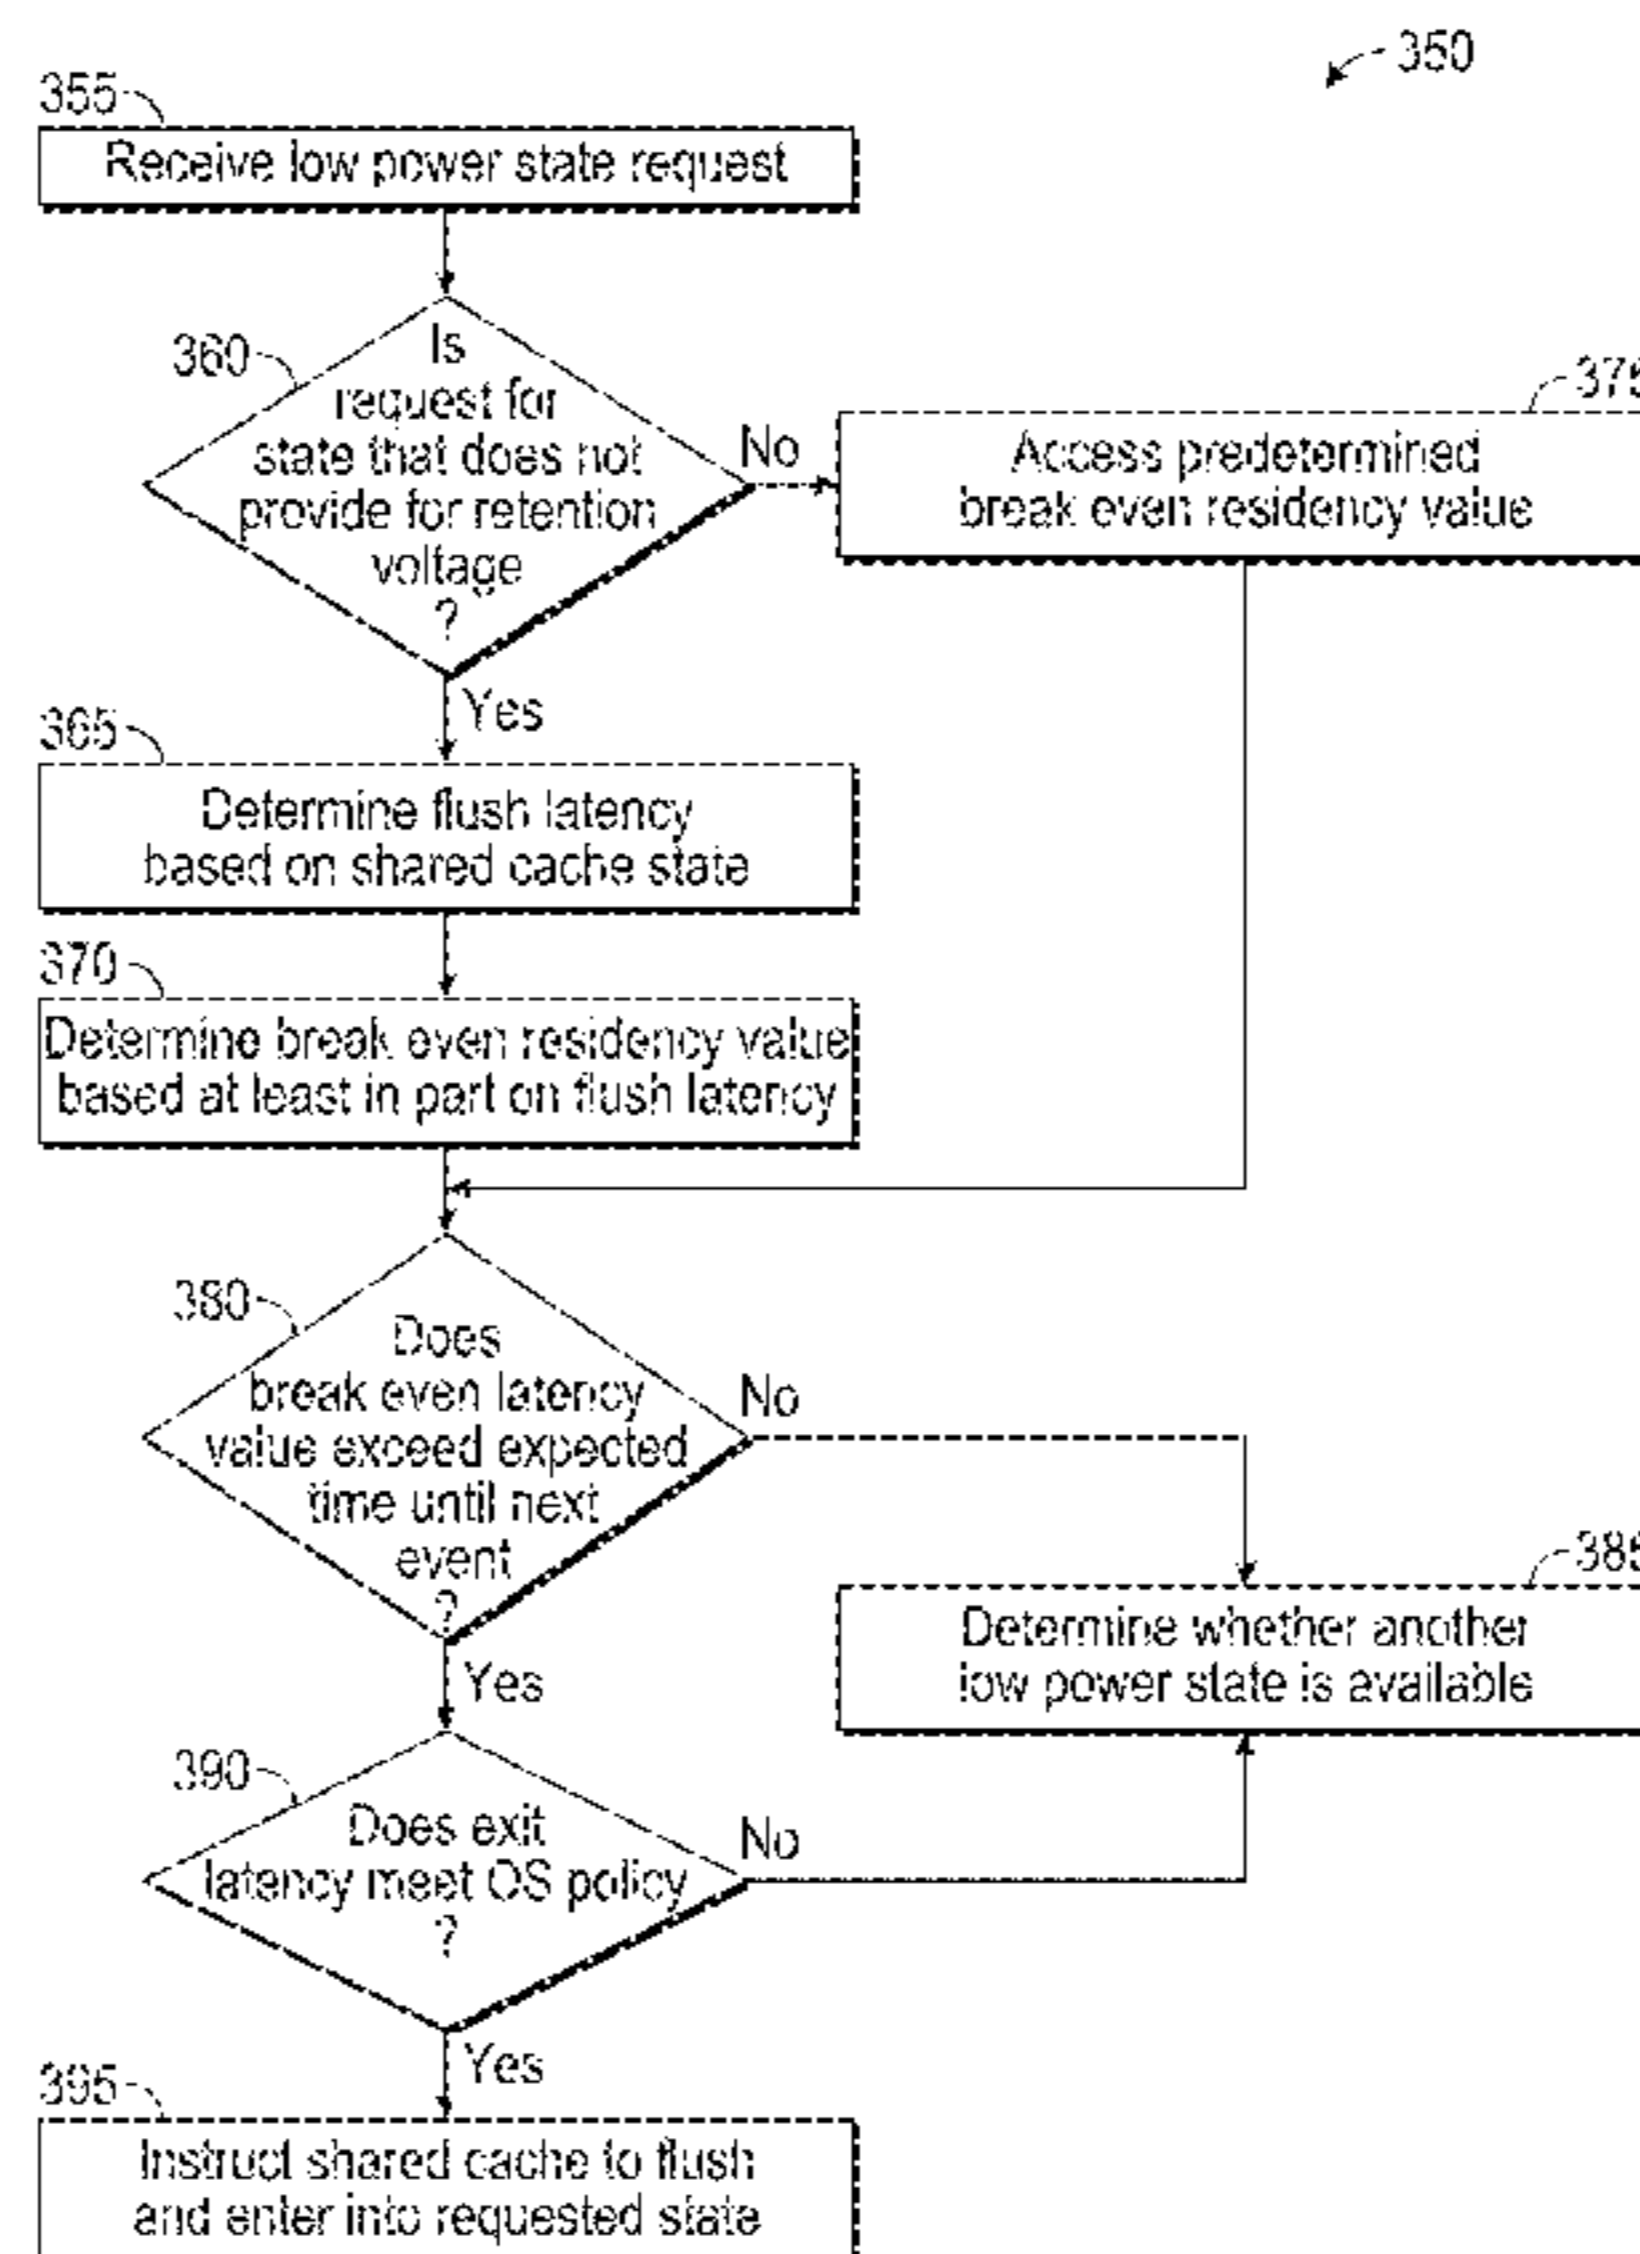 350
355
Receive low power state request
360
Is
request for
state that does not
provide for retention
voltage
?
No
375
Access predetermined
break even residency value
Yes
365
Determine flush latency
based on shared cache state
370
Determine break even residency value
based at least in part on flush latency
380
Does
break even latency
value exceed expected
time until next
event
?
No
385
Determine whether another
low power state is available
Yes
390
Does exit
latency meet OS policy
?
No
Yes
395
Instruct shared cache to flush
and enter into requested state